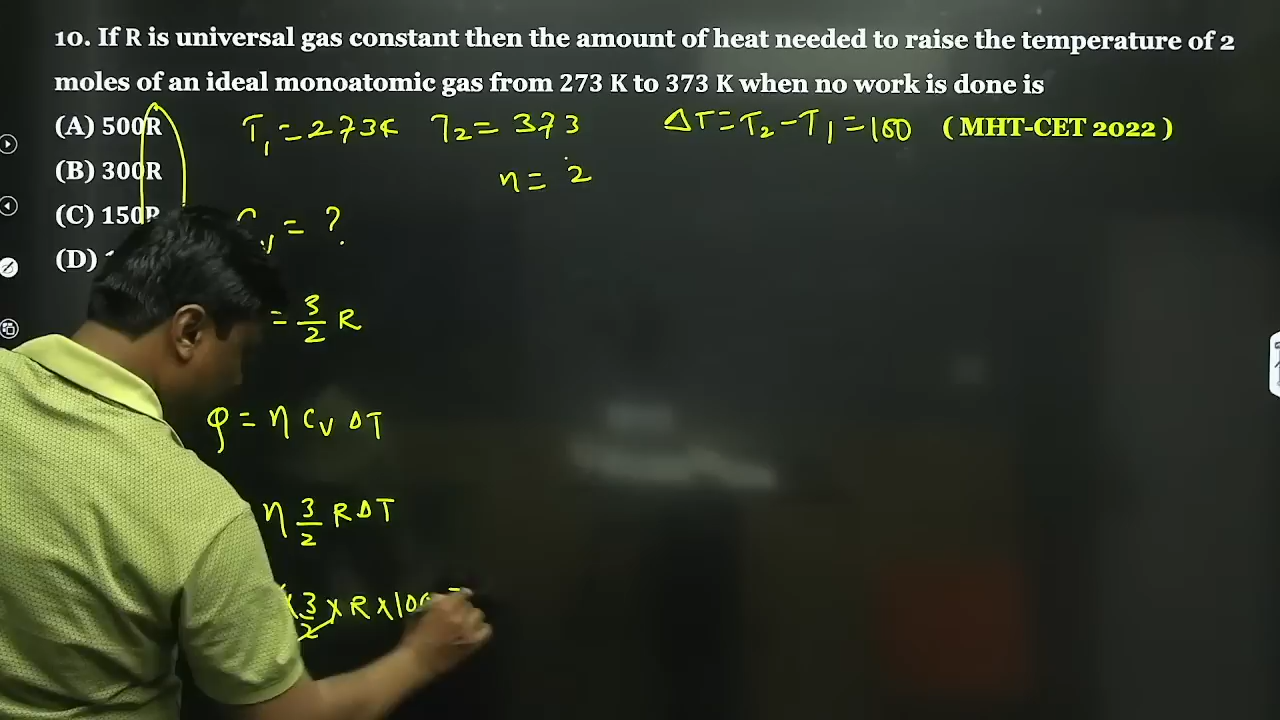 10. If R is universal gas constant then the amount of heat needed to raise the temperature of 2
moles of an ideal monoatomic gas from 273 K to 373 K when no work is done is
(A) 500R T₁ = 273K T₂ = 373 ΔT = T₂ - T₁ = 100 ( MHT-CET 2022 )
(B) 300R n = 2
(C) 150R
V = ?
(D)
= 3/2 R
Q = n Cv ΔT
n 3/2 R ΔT
× 3/2 × R × 10